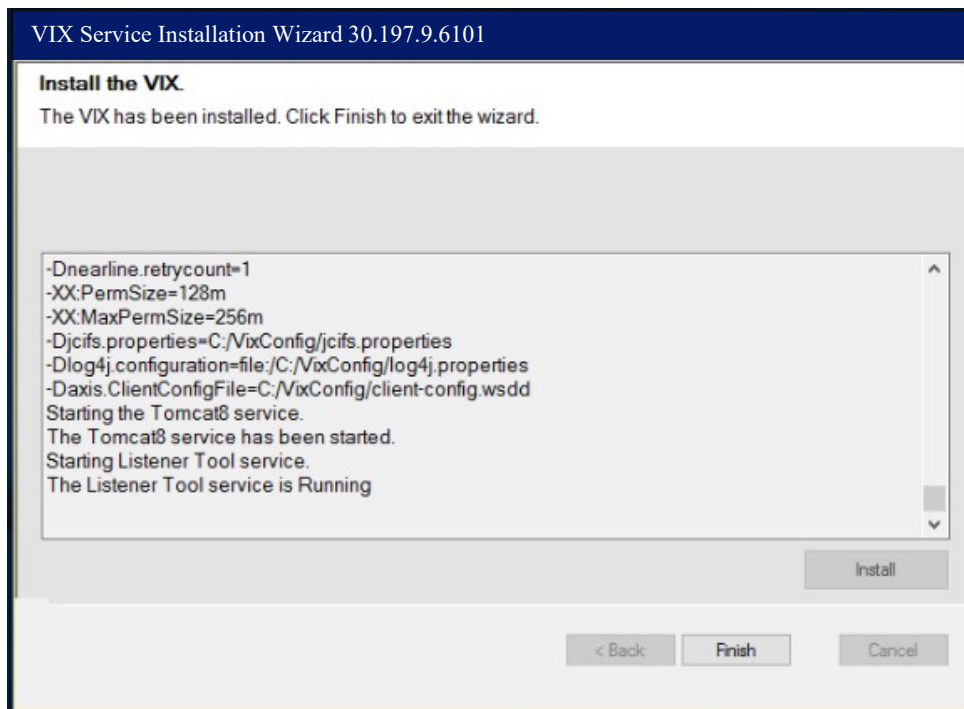 VIX Service Installation Wizard 30.197.9.6101
Install the VIX.
The VIX has been installed. Click Finish to exit the wizard.
-Dnearline.retrycount=1
-XX:PermSize=128m
-XX:MaxPermSize=256m
-Djcifs.properties=C:/VixConfig/jcifs.properties
-Dlog4j.configuration=file:/C:/VixConfig/log4j.properties
-Daxis.ClientConfigFile=C:/VixConfig/client-config.wsdd
Starting the Tomcat8 service.
The Tomcat8 service has been started.
Starting Listener Tool service.
The Listener Tool service is Running
Install
< Back Finish Cancel